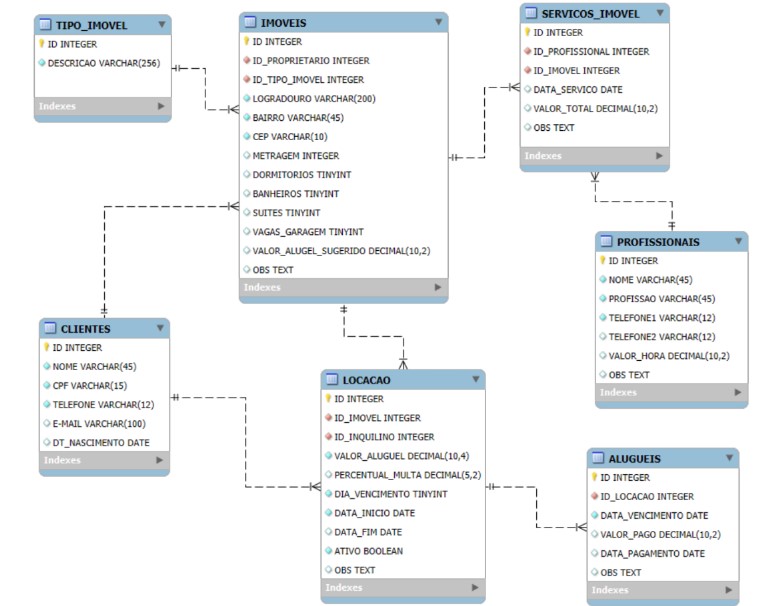 TIPO_IMOVEL
ID INTEGER
DESCRICAO VARCHAR(256)
Indexes
IMOVEIS
ID INTEGER
ID_PROPRIETARIO INTEGER
ID_TIPO_IMOVEL INTEGER
LOGRADOURO VARCHAR(200)
BAIRRO VARCHAR(45)
CEP VARCHAR(10)
METRAGEM INTEGER
DORMITORIOS TINYINT
BANHEIROS TINYINT
SUITES TINYINT
VAGAS_GARAGEM TINYINT
VALOR_ALUGEL_SUGERIDO DECIMAL(10,2)
OBS TEXT
Indexes
SERVICOS_IMOVEL
ID INTEGER
ID_PROFISSIONAL INTEGER
ID_IMOVEL INTEGER
DATA_SERVICO DATE
VALOR_TOTAL DECIMAL(10,2)
OBS TEXT
Indexes
PROFISSIONAIS
ID INTEGER
NOME VARCHAR(45)
PROFISSAO VARCHAR(45)
TELEFONE1 VARCHAR(12)
TELEFONE2 VARCHAR(12)
VALOR_HORA DECIMAL(10,2)
OBS TEXT
Indexes
CLIENTES
ID INTEGER
NOME VARCHAR(45)
CPF VARCHAR(15)
TELEFONE VARCHAR(12)
E-MAIL VARCHAR(100)
DT_NASCIMENTO DATE
Indexes
LOCACAO
ID INTEGER
ID_IMOVEL INTEGER
ID_INQUILINO INTEGER
VALOR_ALUGUEL DECIMAL(10,4)
PERCENTUAL_MULTA DECIMAL(5,2)
DIA_VENCIMENTO TINYINT
DATA_INICIO DATE
DATA_FIM DATE
ATIVO BOOLEAN
OBS TEXT
Indexes
ALUGUEIS
ID INTEGER
ID_LOCACAO INTEGER
DATA_VENCIMENTO DATE
VALOR_PAGO DECIMAL(10,2)
DATA_PAGAMENTO DATE
OBS TEXT
Indexes